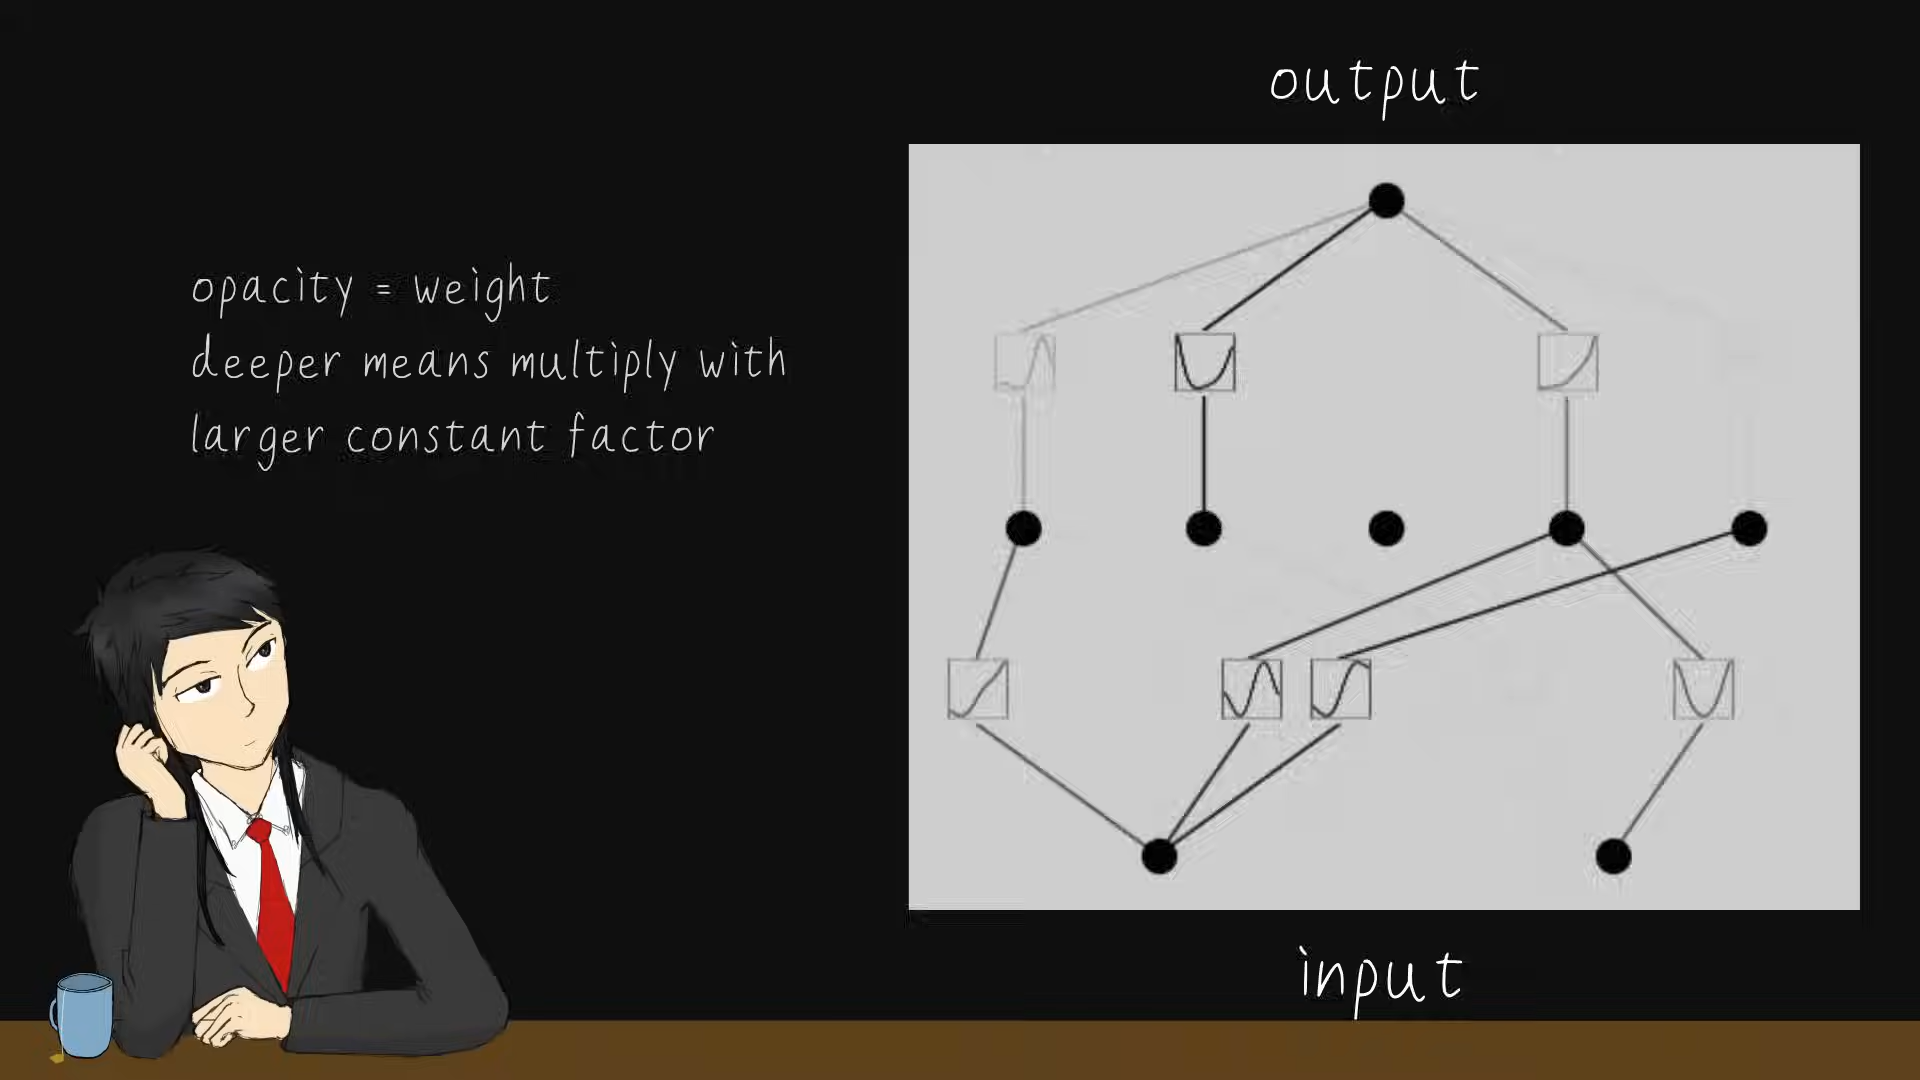 output
opacity = weight
deeper means multiply with
larger constant factor
input